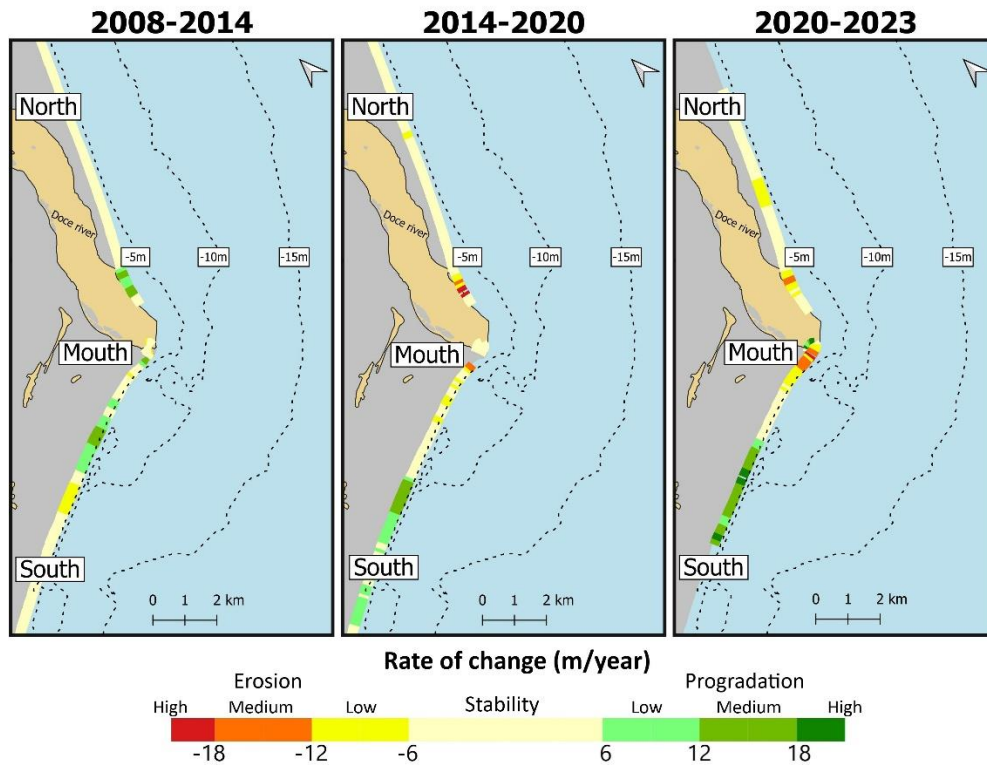 2008-2014
2014-2020
2020-2023
North
Doce river
-5m
-10m
-15m
Mouth
South
0 1 2 km
North
Doce river
-5m
-10m
-15m
Mouth
South
0 1 2 km
North
Doce river
-5m
-10m
-15m
Mouth
South
0 1 2 km
Rate of change (m/year)
Erosion
Progradation
High
Medium
Low
Stability
Low
Medium
High
-18
-12
-6
6
12
18